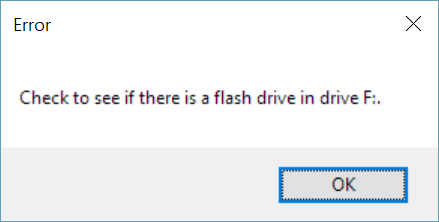 Error
Check to see if there is a flash drive in drive F:.
OK